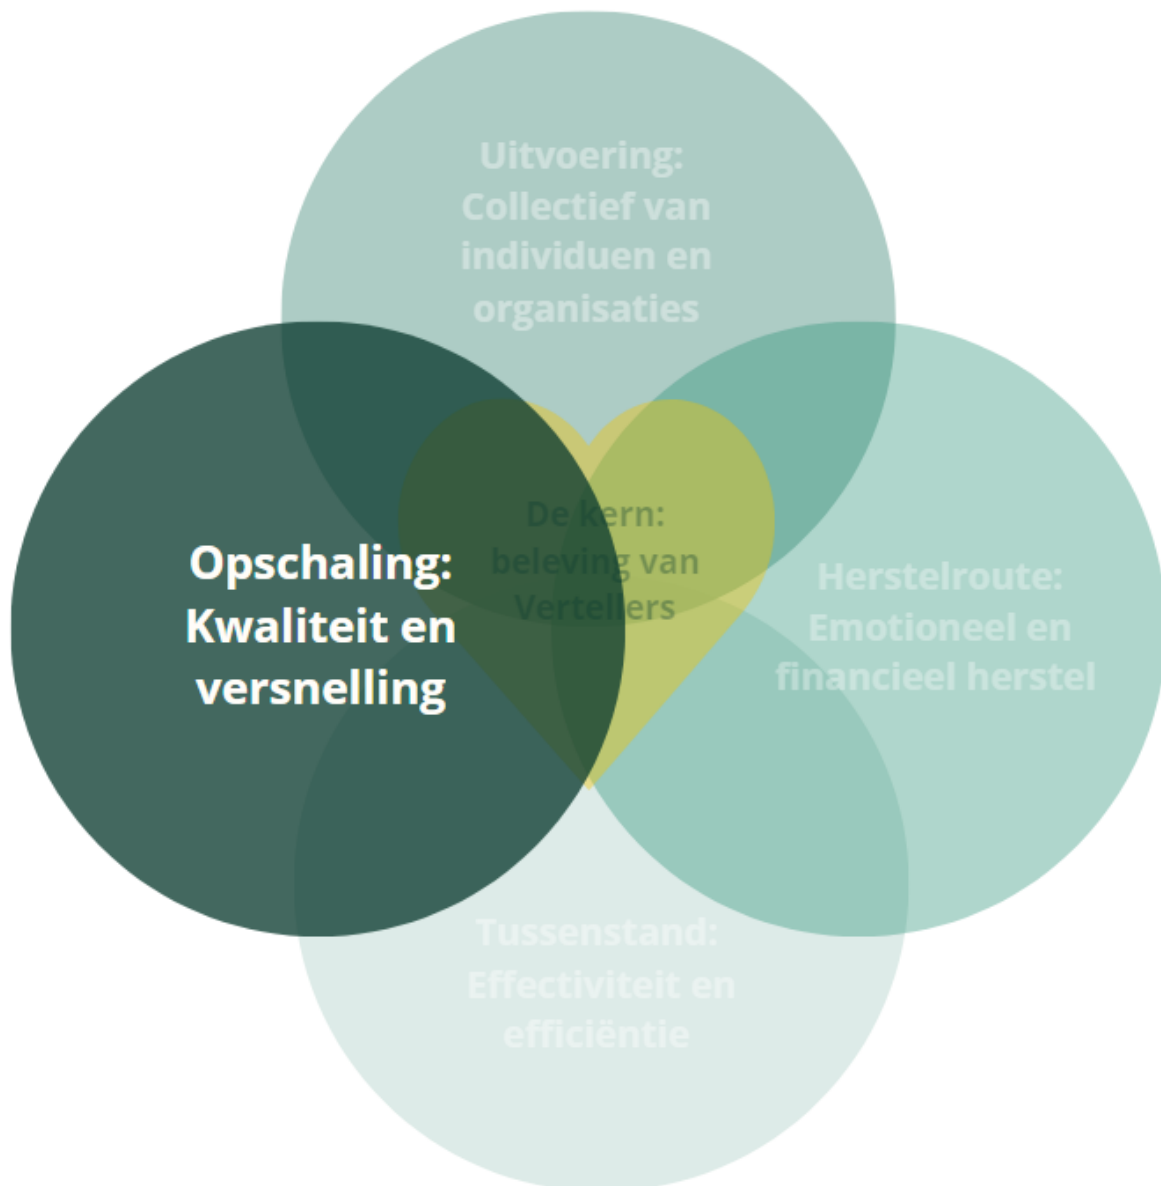 Uitvoering:
Collectief van
individuen en
organisaties
De kern:
beleving van
Vertellers
Opschaling:
Kwaliteit en
versnelling
Herstelroute:
Emotioneel en
financieel herstel
Tussenstand:
Effectiviteit en
efficiëntie